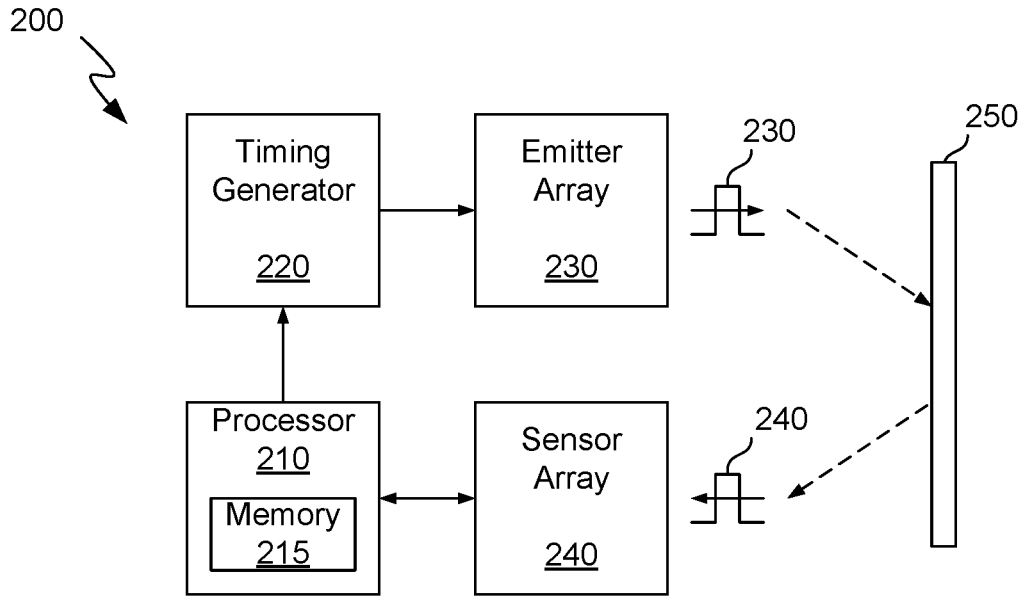 200
Timing
Generator
220
Emitter
Array
230
230
250
Processor
210
Memory
215
Sensor
Array
240
240